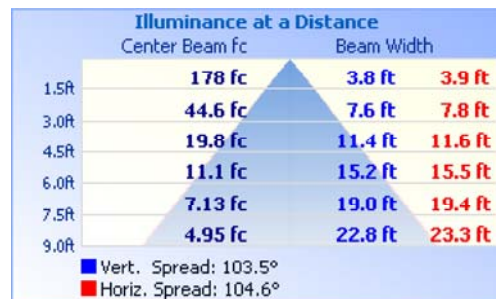 Illuminance at a Distance
Center Beam fc Beam Width
1.5ft 178 fc 3.8 ft 3.9 ft
3.0ft 44.6 fc 7.6 ft 7.8 ft
4.5ft 19.8 fc 11.4 ft 11.6 ft
6.0ft 11.1 fc 15.2 ft 15.5 ft
7.5ft 7.13 fc 19.0 ft 19.4 ft
9.0ft 4.95 fc 22.8 ft 23.3 ft
Vert. Spread: 103.5°
Horiz. Spread: 104.6°